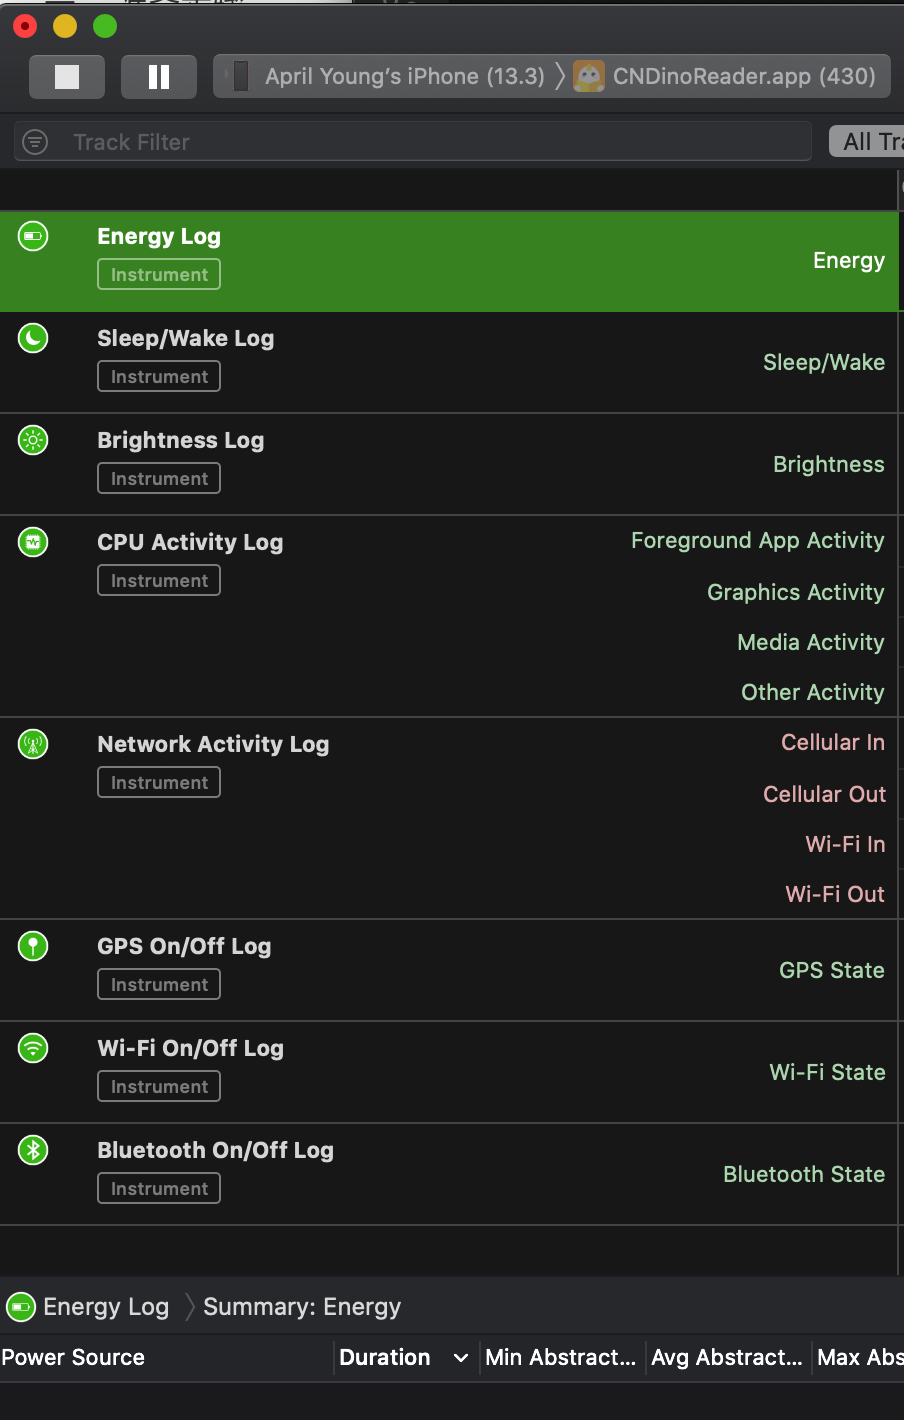 April Young's iPhone (13.3) 〉 CNDinoReader.app (430)
Track Filter
All Tra
Energy Log
Instrument
Energy
Sleep/Wake Log
Instrument
Sleep/Wake
Brightness Log
Instrument
Brightness
CPU Activity Log
Instrument
Foreground App Activity
Graphics Activity
Media Activity
Other Activity
Network Activity Log
Instrument
Cellular In
Cellular Out
Wi-Fi In
Wi-Fi Out
GPS On/Off Log
Instrument
GPS State
Wi-Fi On/Off Log
Instrument
Wi-Fi State
Bluetooth On/Off Log
Instrument
Bluetooth State
Energy Log 〉 Summary: Energy
Power Source Duration Min Abstract... Avg Abstract... Max Abs